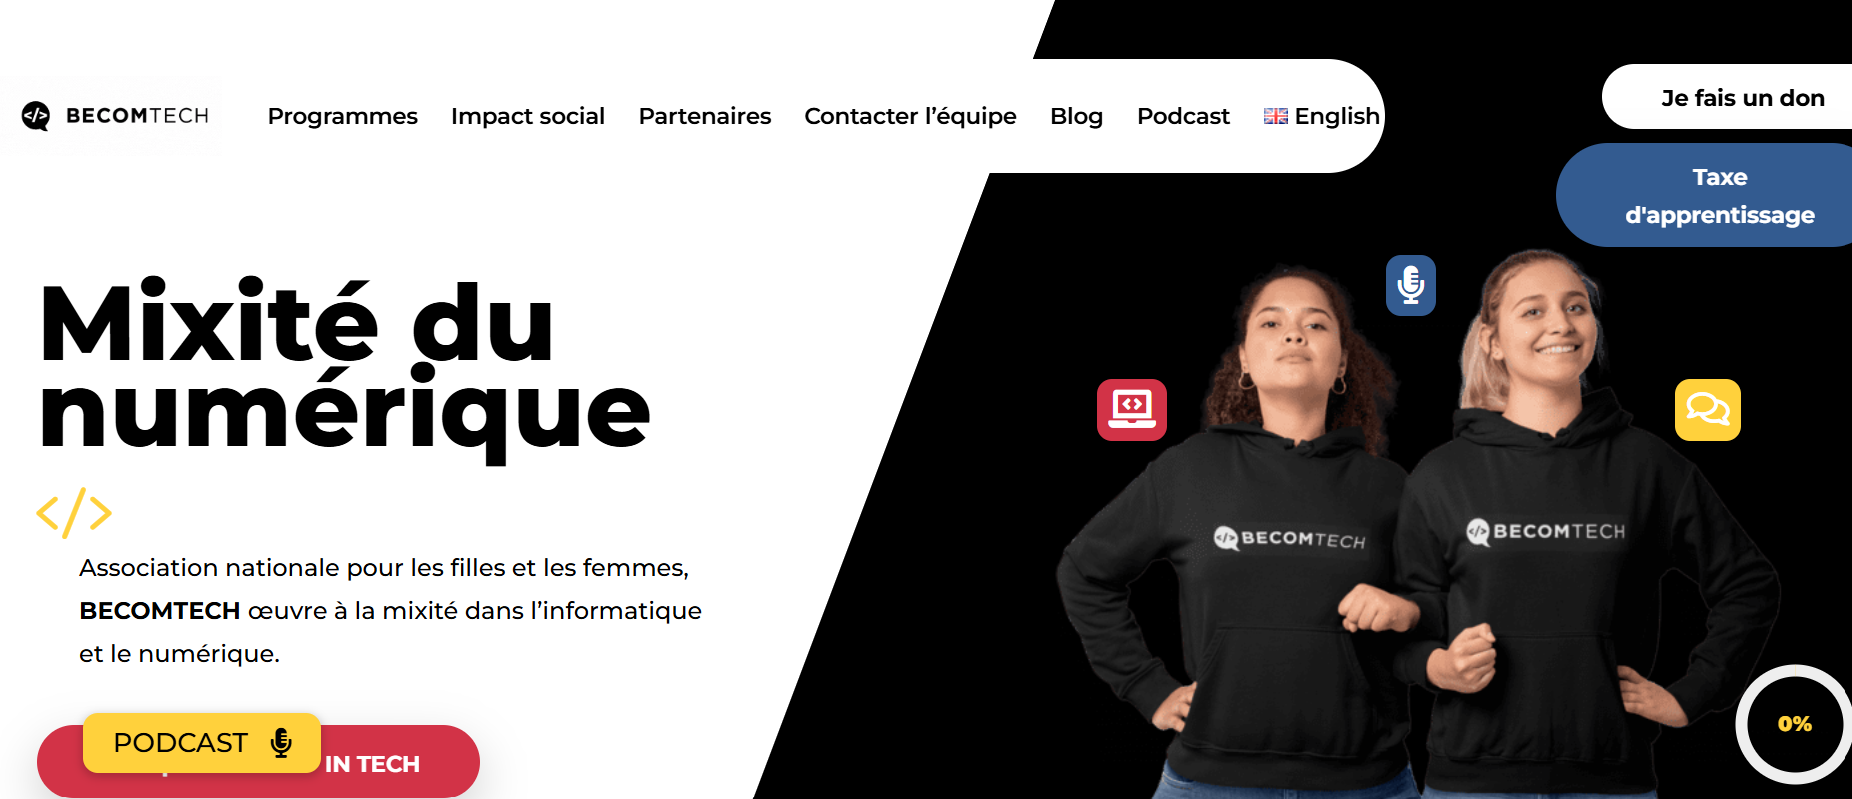 BECOMTECH
Programmes
Impact social
Partenaires
Contacter l’équipe
Blog
Podcast
English
Je fais un don
Taxe
d'apprentissage
Mixité du
numérique
</>
Association nationale pour les filles et les femmes,
BECOMTECH œuvre à la mixité dans l’informatique
et le numérique.
PODCAST
IN TECH
BECOMTECH
BECOMTECH
0%